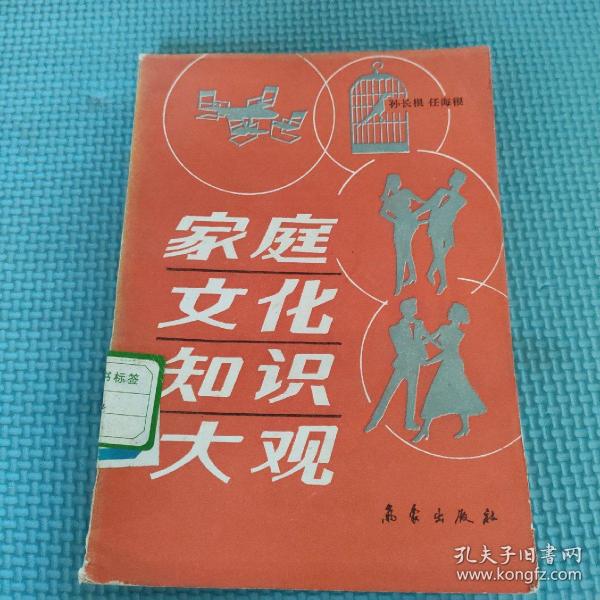 孙长根 任海根
家庭
文化
知识
大观
书标签
气象出版社
孔夫子旧书网
www.kongfz.com